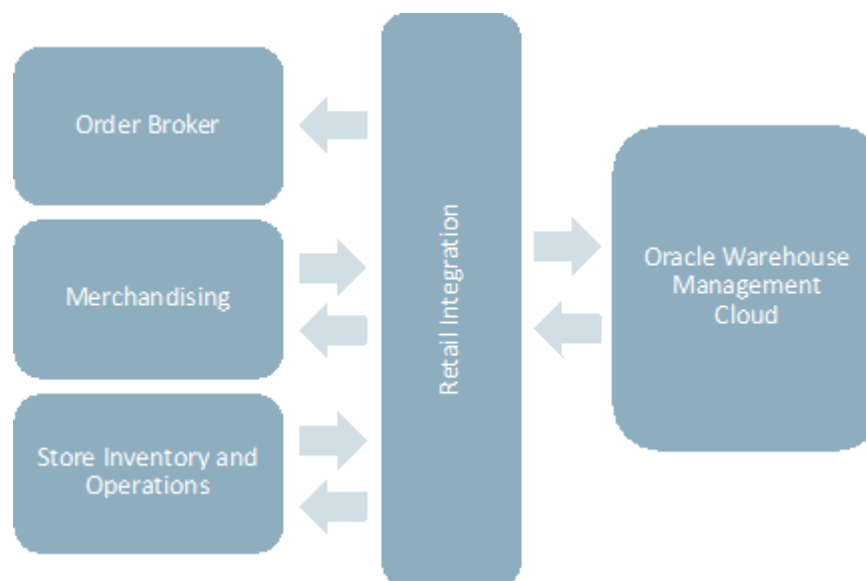 Order Broker
Merchandising
Store Inventory and
Operations
Retail Integration
Oracle Warehouse
Management
Cloud